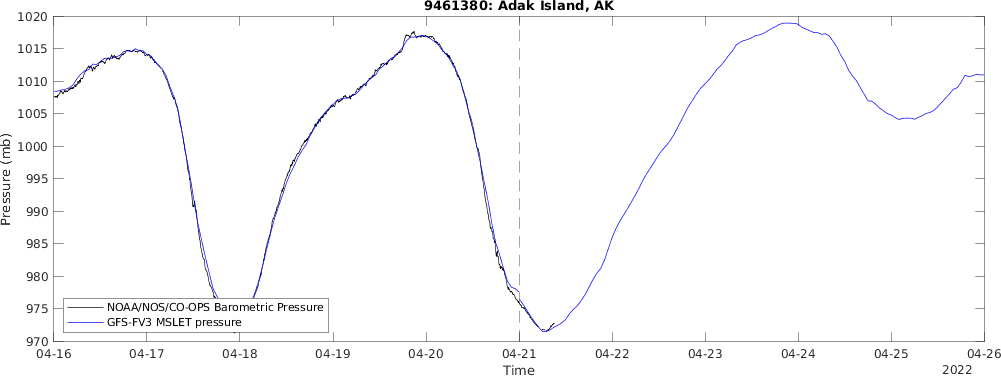 9461380: Adak Island, AK
Pressure (mb)
1020
1015
1010
1005
1000
995
990
985
980
975
970
NOAA/NOS/CO-OPS Barometric Pressure
GFS-FV3 MSLET pressure
04-16 04-17 04-18 04-19 04-20 04-21 04-22 04-23 04-24 04-25 04-26
Time
2022